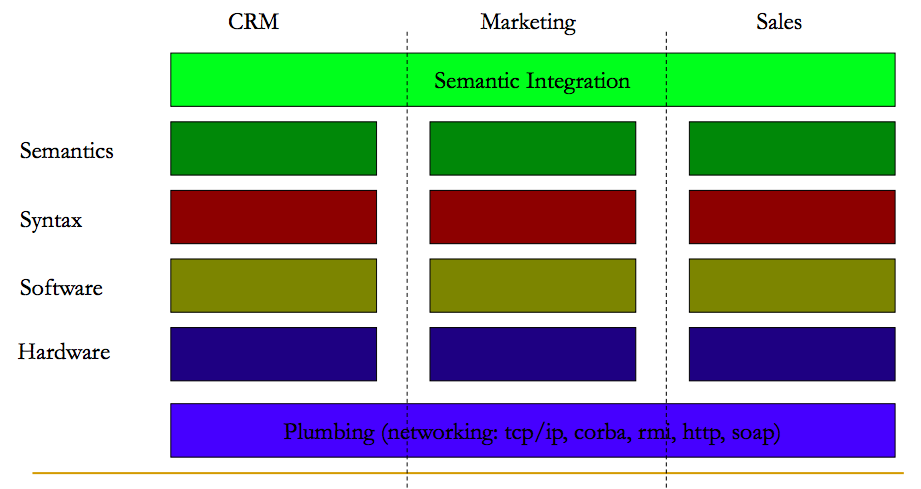 CRM Marketing Sales
Semantic Integration
Semantics
Syntax
Software
Hardware
Plumbing (networking: tcp/ip, corba, rmi, http, soap)